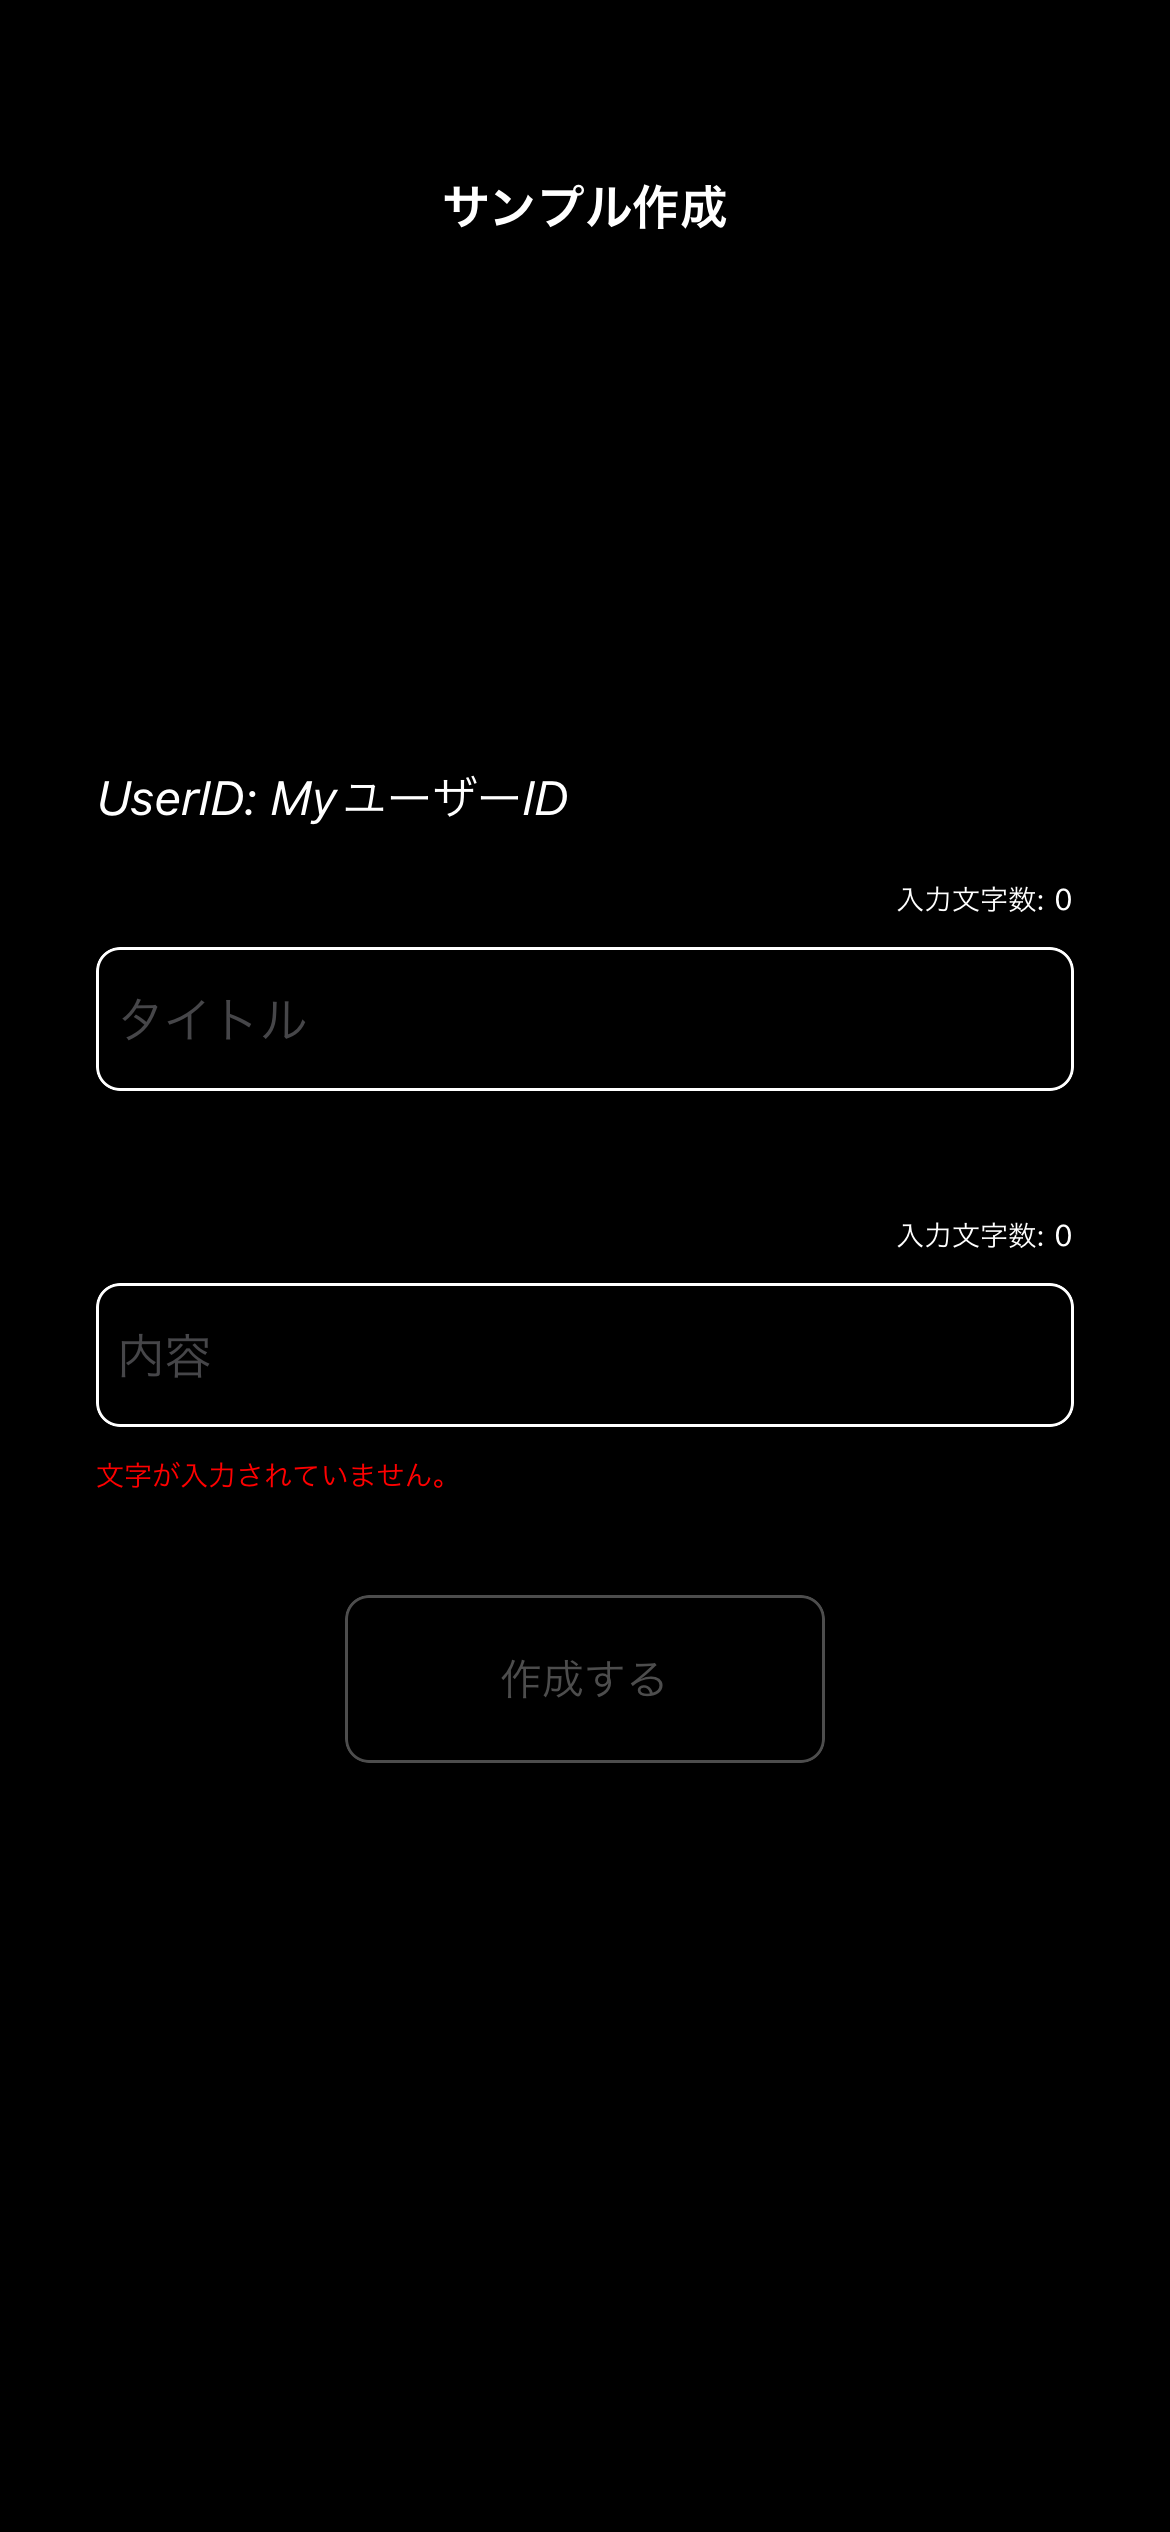 サンプル作成
UserID: MyユーザーID
入力文字数: 0
タイトル
入力文字数: 0
内容
文字が入力されていません。
作成する